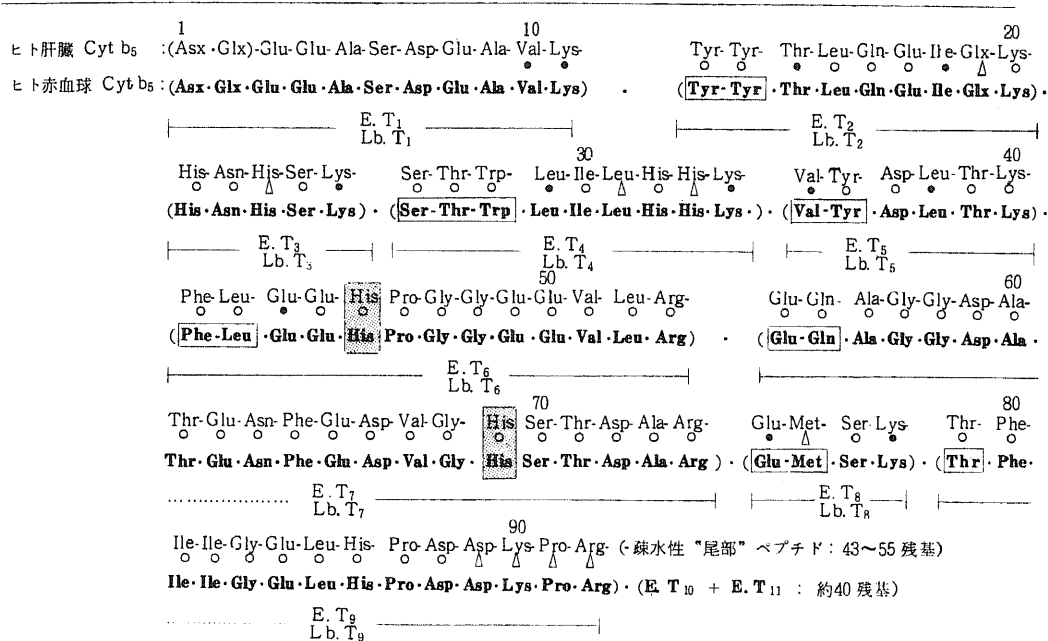 1 10 20
ヒト肝臓 Cyt b₅ :(Asx·Glx)-Glu-Glu-Ala-Ser-Asp-Glu-Ala-Val-Lys- Tyr-Tyr- Thr-Leu-Gln-Glu-Ile-Glx-Lys-
ヒト赤血球 Cyt b₅ : (Asx·Glx·Glu·Glu·Ala·Ser·Asp·Glu·Ala·Val·Lys) · (Tyr-Tyr·Thr·Leu·Gln·Glu·Ile·Glx·Lys)·
E. T₁ E. T₂
Lb. T₁ Lb. T₂
30 40
His-Asn-His-Ser-Lys- Ser-Thr-Trp- Leu-Ile-Leu-His-His-Lys- Val-Tyr- Asp-Leu-Thr-Lys-
(His·Asn·His·Ser·Lys)·(Ser-Thr-Trp·Leu·Ile·Leu·His·His·Lys·)·(Val-Tyr·Asp·Leu·Thr·Lys)·
E. T₃ E. T₄ E. T₅
Lb. T₃ Lb. T₄ Lb. T₅
50 60
Phe-Leu- Glu-Glu- His Pro-Gly-Gly-Glu-Glu-Val- Leu-Arg- Glu-Gln- Ala-Gly-Gly-Asp-Ala-
(Phe-Leu·Glu·Glu·His Pro·Gly·Gly·Glu·Glu·Val·Leu·Arg) · (Glu-Gln·Ala·Gly·Gly·Asp·Ala·
E. T₆
Lb. T₆
70 80
Thr-Glu-Asn-Phe-Glu-Asp-Val-Gly- His Ser-Thr-Asp-Ala-Arg- Glu-Met- Ser-Lys- Thr- Phe-
Thr·Glu·Asn·Phe·Glu·Asp·Val·Gly· His Ser·Thr·Asp·Ala·Arg )·(Glu-Met·Ser·Lys)·(Thr·Phe·
E. T₇ E. T₈
Lb. T₇ Lb. T₈
90
Ile-Ile-Gly-Glu-Leu-His- Pro-Asp-Asp-Lys-Pro-Arg- (-疎水性 "尾部" ペプチド: 43~55 残基)
Ile·Ile·Gly·Glu·Leu·His·Pro·Asp·Asp·Lys·Pro·Arg)·(E. T₁₀ + E. T₁₁ : 約40 残基)
E. T₉
Lb. T₉